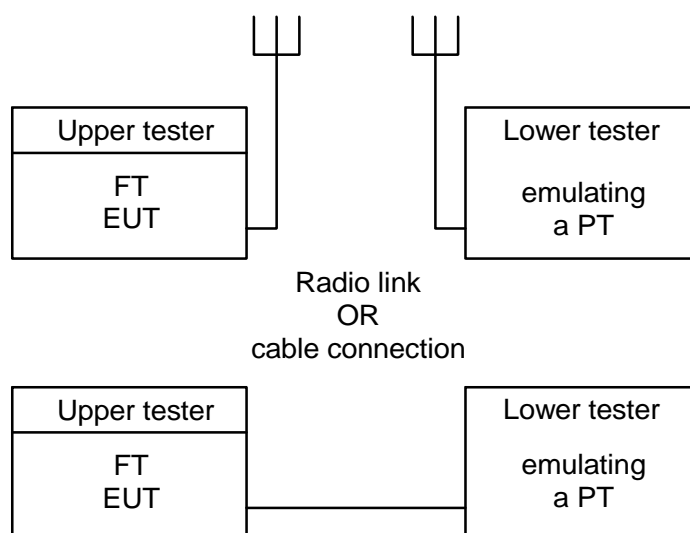 Upper tester
FT
EUT
Lower tester
emulating
a PT
Radio link
OR
cable connection
Upper tester
FT
EUT
Lower tester
emulating
a PT